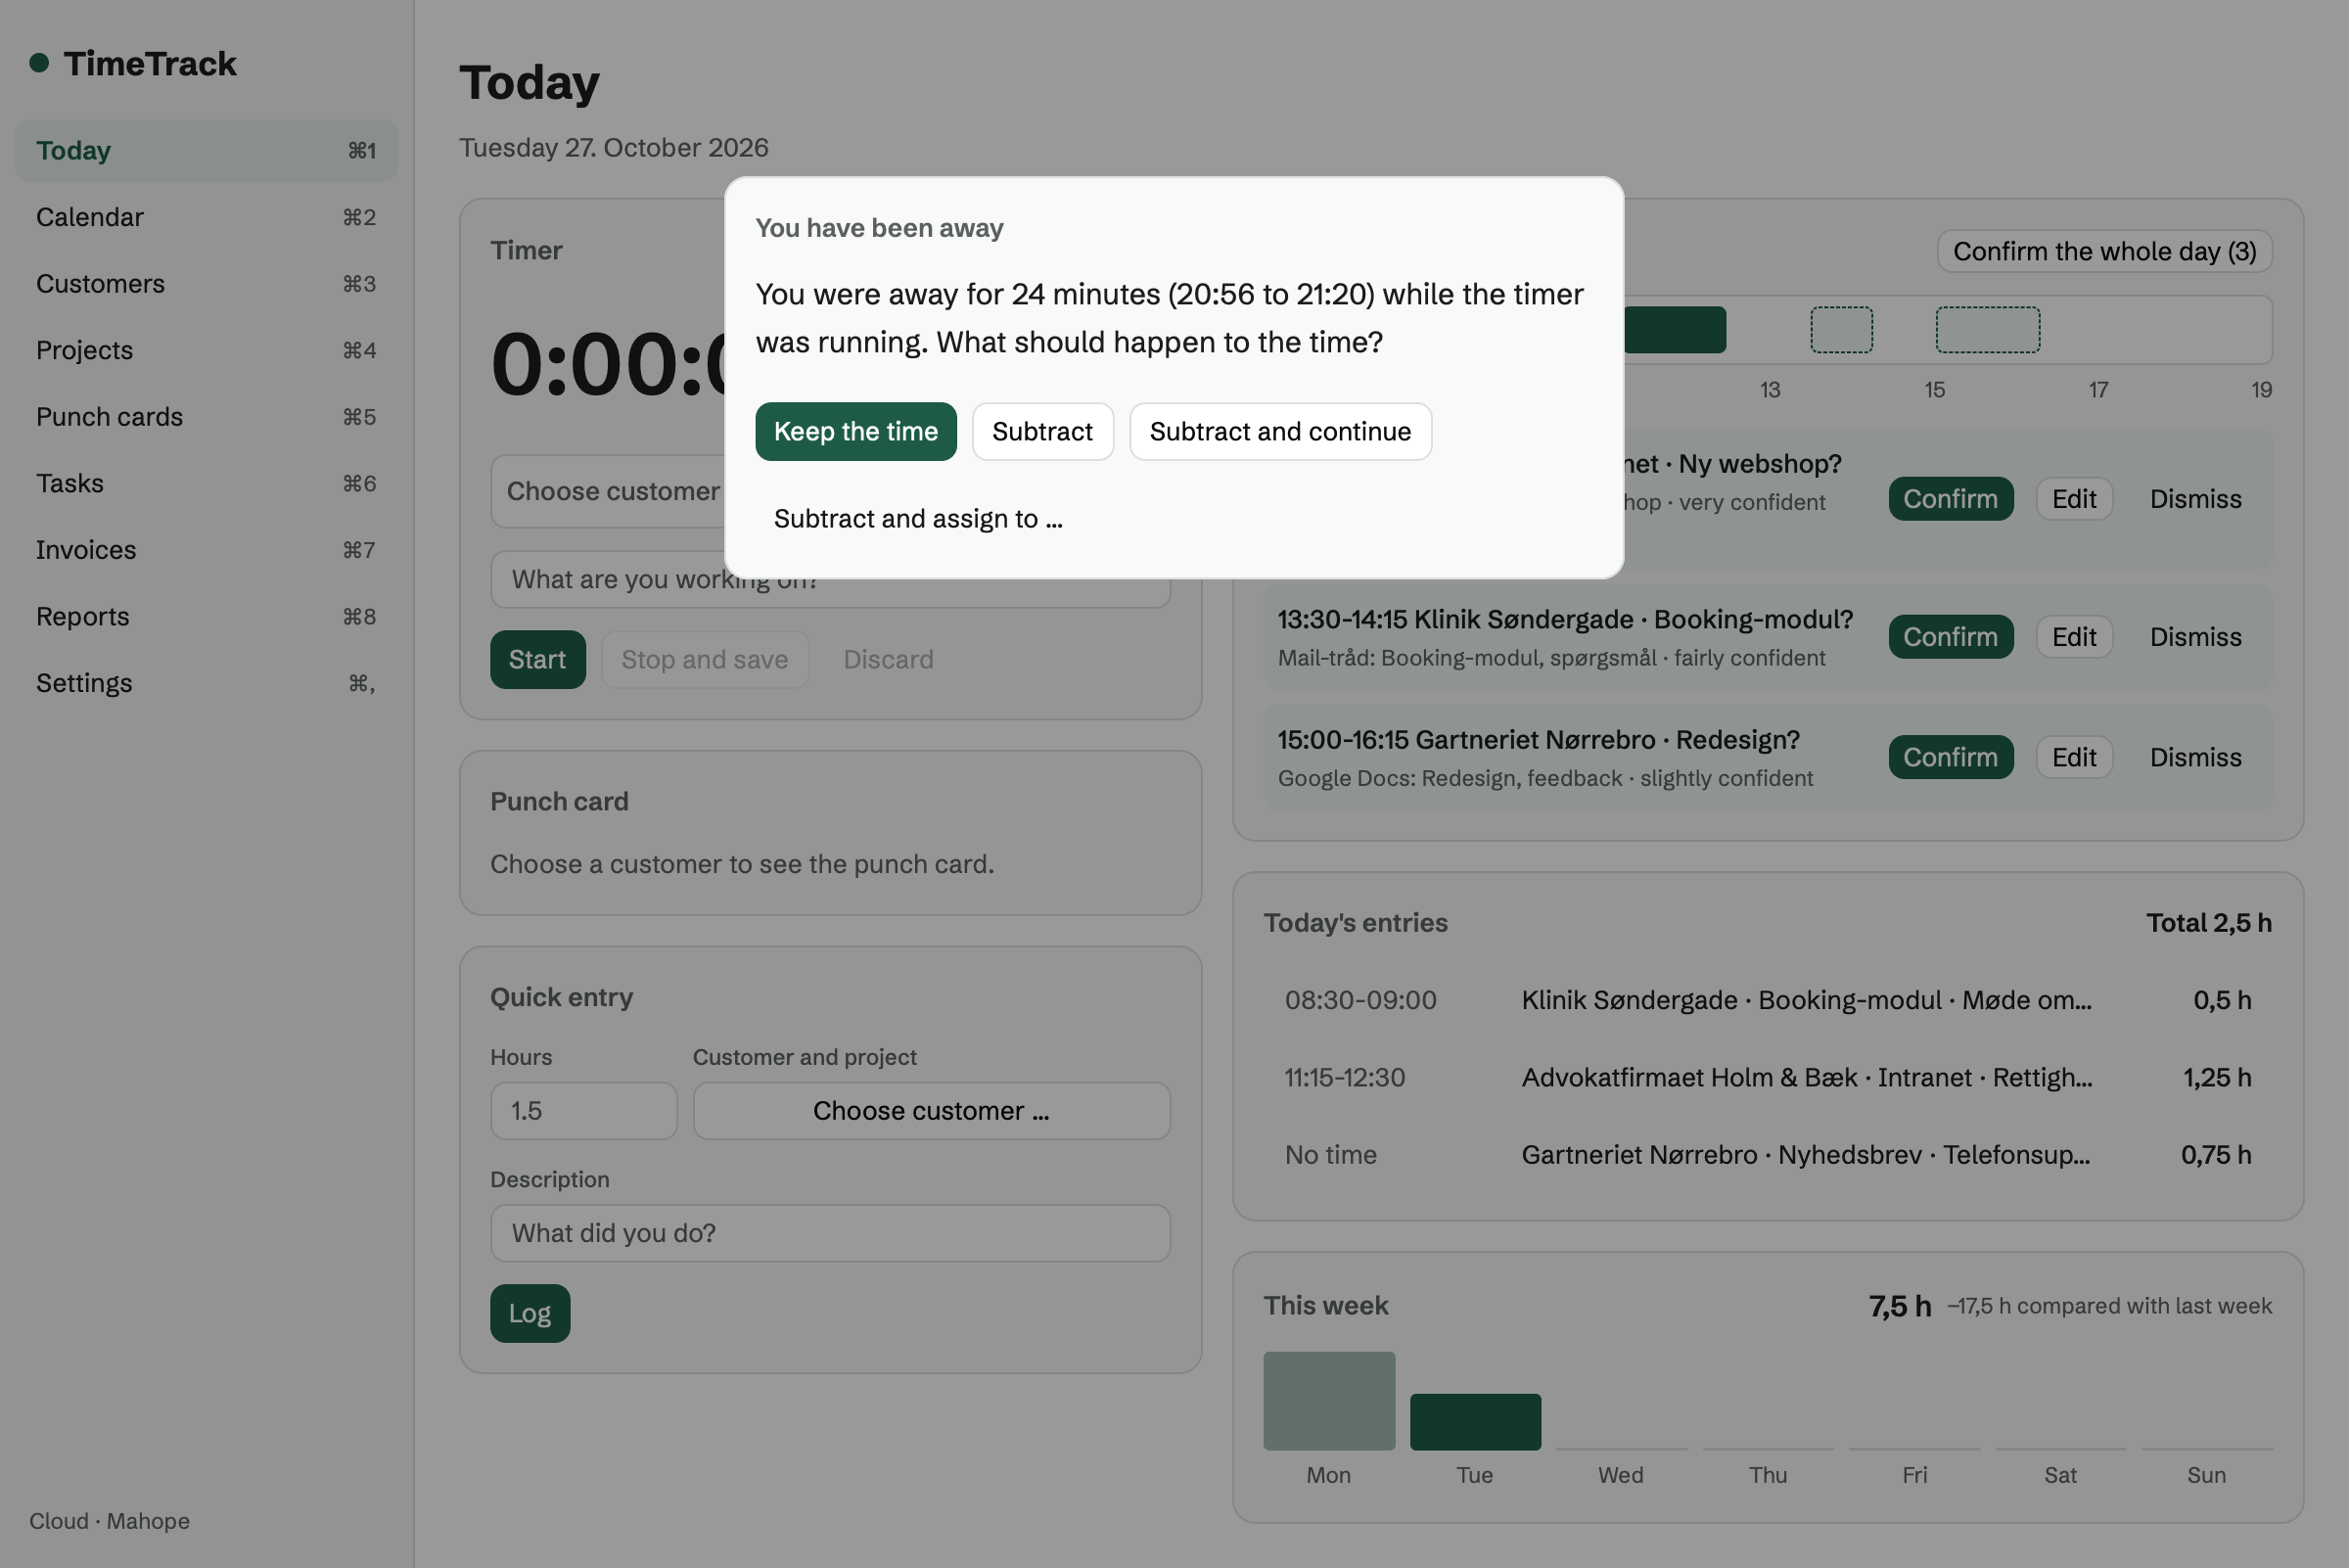 TimeTrack
Today ⌘1
Calendar ⌘2
Customers ⌘3
Projects ⌘4
Punch cards ⌘5
Tasks ⌘6
Invoices ⌘7
Reports ⌘8
Settings ⌘,
Cloud · Mahope
Today
Tuesday 27. October 2026
You have been away
You were away for 24 minutes (20:56 to 21:20) while the timer
was running. What should happen to the time?
Keep the time
Subtract
Subtract and continue
Subtract and assign to ...
Timer
0:00:
Choose customer
What are you working on?
Start
Stop and save
Discard
Punch card
Choose a customer to see the punch card.
Quick entry
Hours
Customer and project
1.5
Choose customer ...
Description
What did you do?
Log
Confirm the whole day (3)
13 15 17 19
· Ny webshop?
· very confident
Confirm Edit Dismiss
13:30-14:15 Klinik Søndergade · Booking-modul?
Mail-tråd: Booking-modul, spørgsmål · fairly confident
Confirm Edit Dismiss
15:00-16:15 Gartneriet Nørrebro · Redesign?
Google Docs: Redesign, feedback · slightly confident
Confirm Edit Dismiss
Today's entries Total 2,5 h
08:30-09:00 Klinik Søndergade · Booking-modul · Møde om... 0,5 h
11:15-12:30 Advokatfirmaet Holm & Bæk · Intranet · Rettigh... 1,25 h
No time Gartneriet Nørrebro · Nyhedsbrev · Telefonsup... 0,75 h
This week 7,5 h −17,5 h compared with last week
Mon Tue Wed Thu Fri Sat Sun